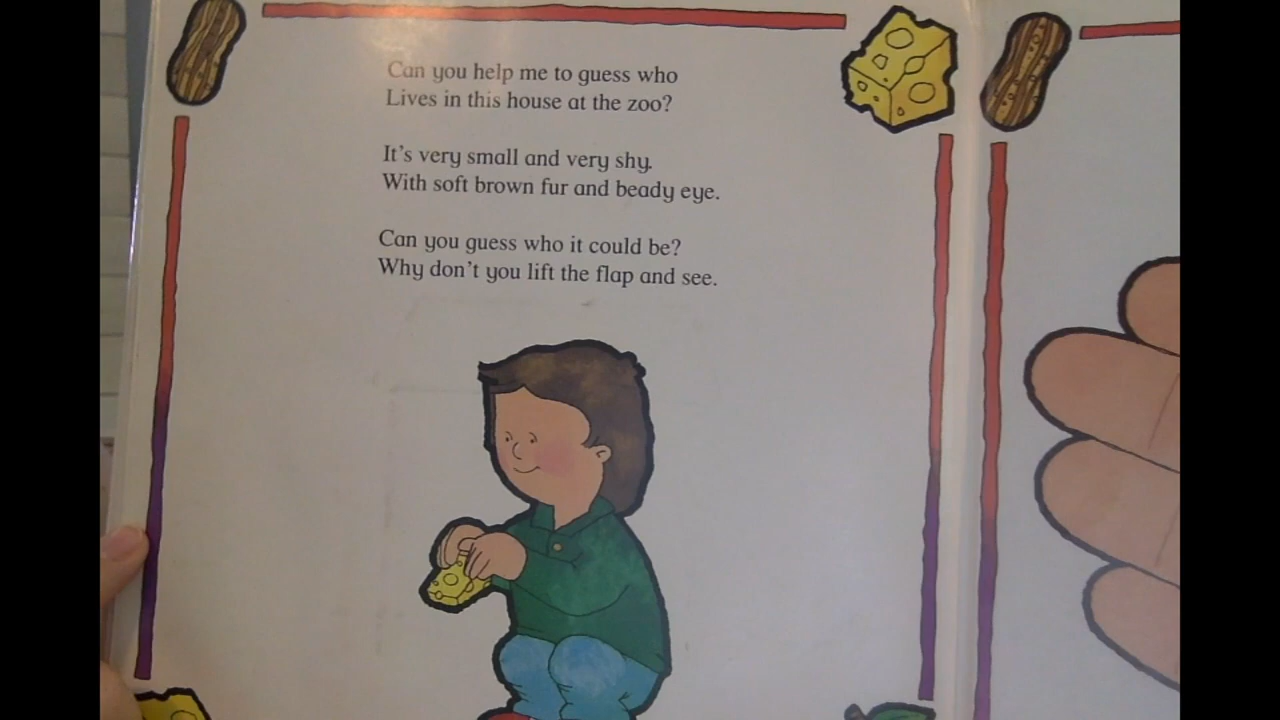 Can you help me to guess who
Lives in this house at the zoo?
It's very small and very shy.
With soft brown fur and beady eye.
Can you guess who it could be?
Why don't you lift the flap and see.